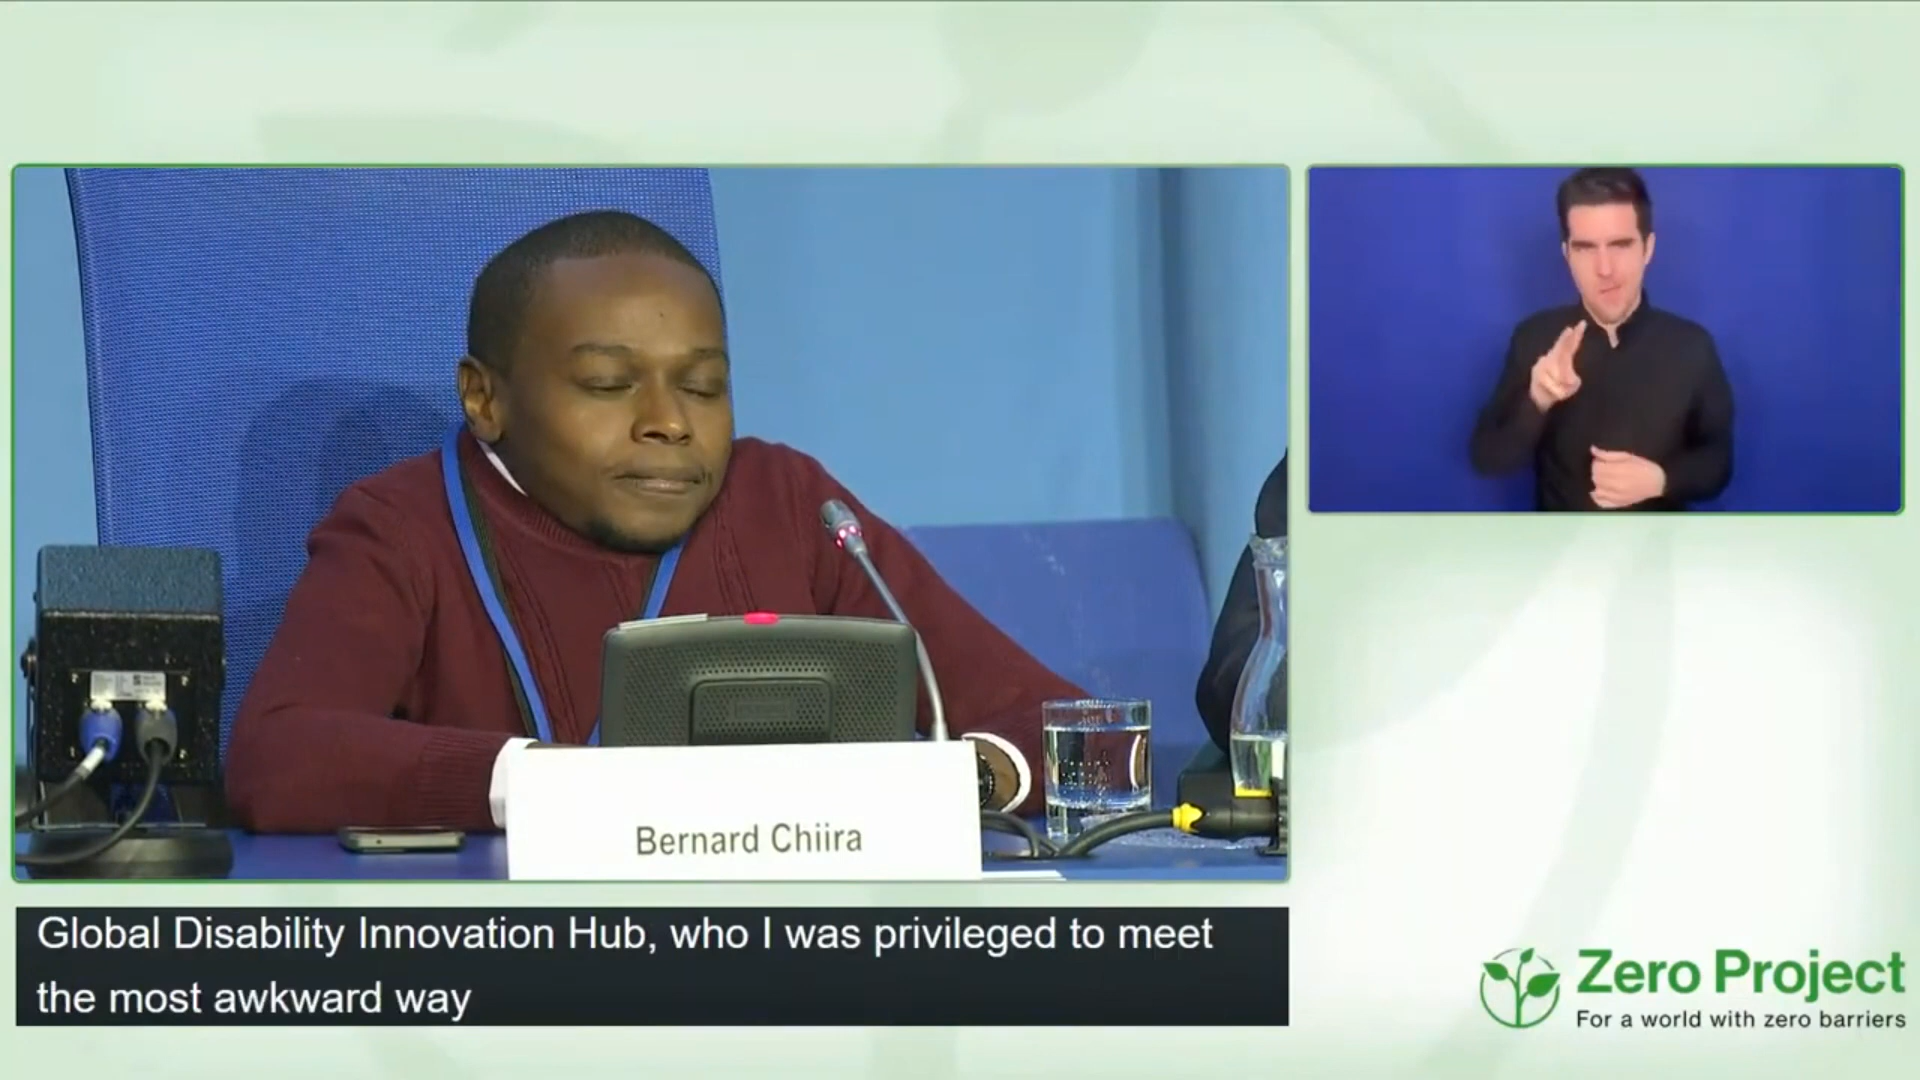 Bernard Chiira
Global Disability Innovation Hub, who I was privileged to meet
the most awkward way
Zero Project
For a world with zero barriers